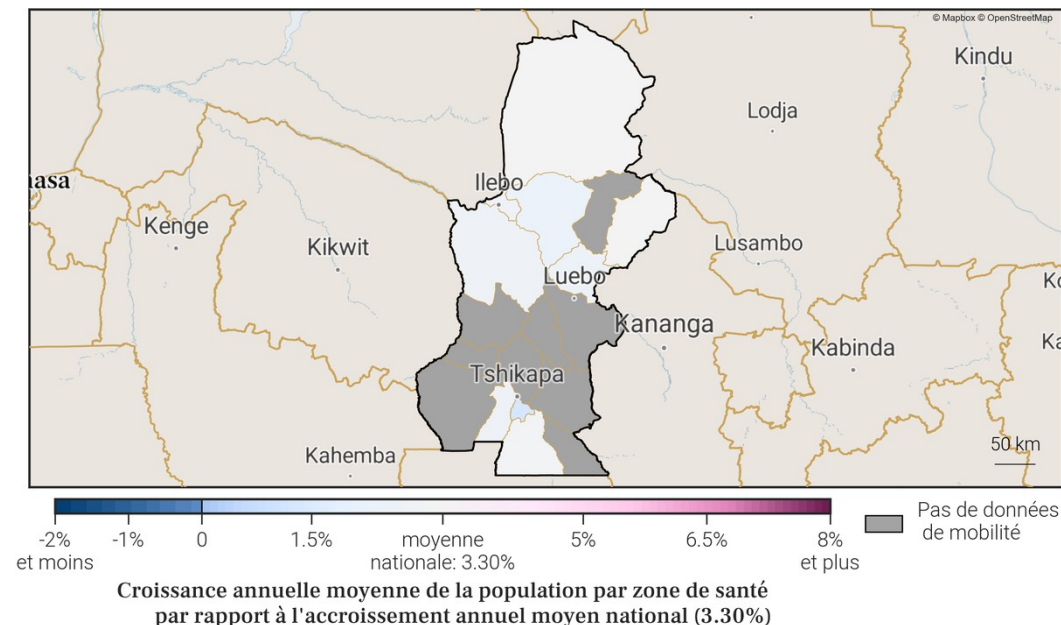 © Mapbox © OpenStreetMap
Kindu
Lodja
Ilebo
Kenge
Kikwit
Lusambo
Luebo
Kananga
Kabinda
Tshikapa
Kahemba
50 km
-2%
et moins
-1%
0
1.5%
moyenne
nationale: 3.30%
5%
6.5%
8%
et plus
Pas de données
de mobilité
Croissance annuelle moyenne de la population par zone de santé
par rapport à l'accroissement annuel moyen national (3.30%)